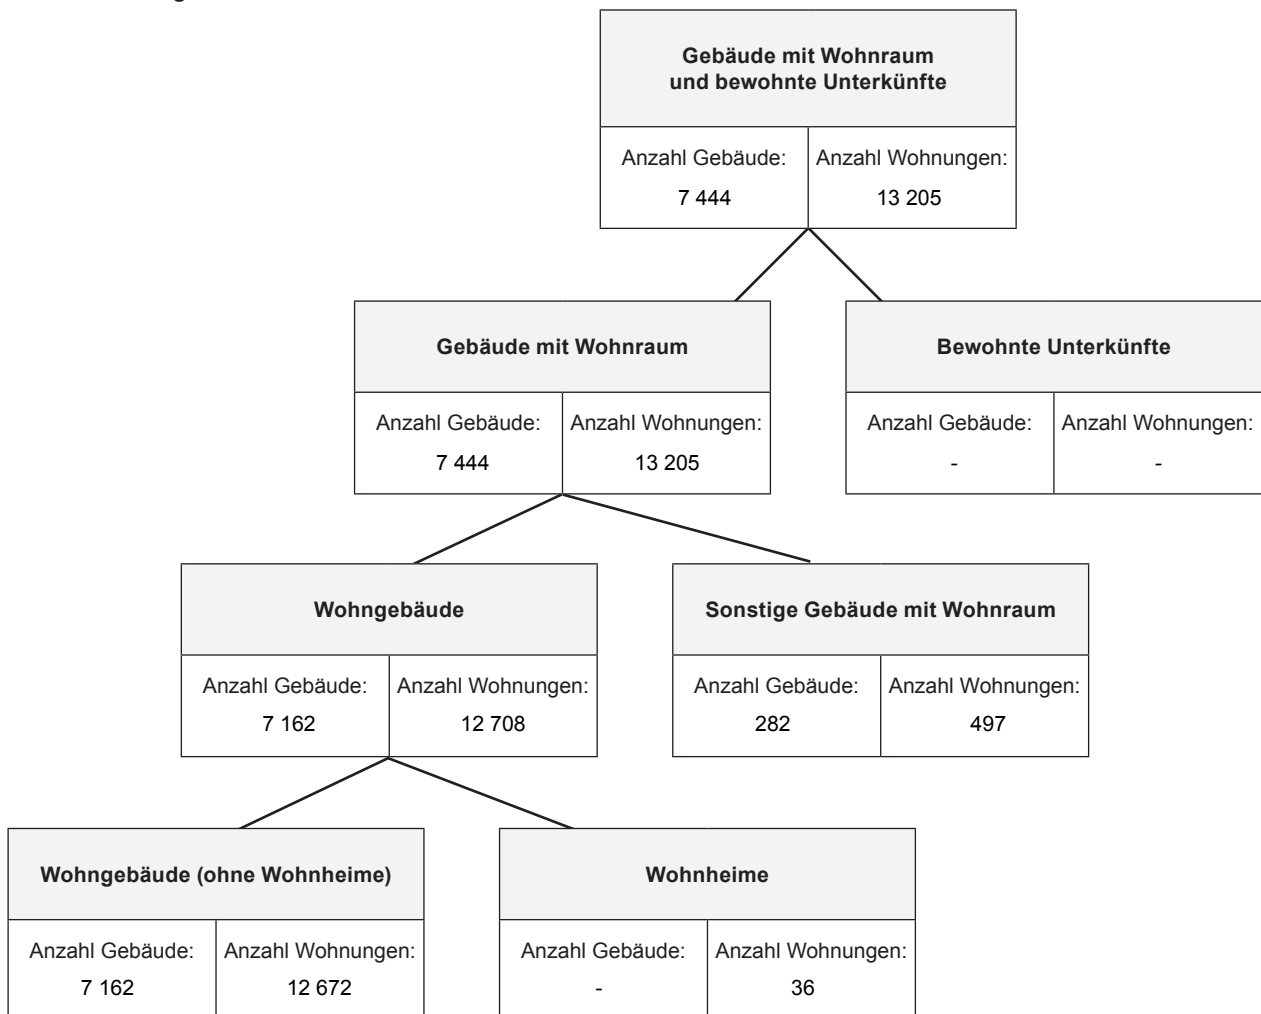 Gebäude mit Wohnraum
und bewohnte Unterkünfte
Anzahl Gebäude: Anzahl Wohnungen:
7 444 13 205
Gebäude mit Wohnraum
Anzahl Gebäude: Anzahl Wohnungen:
7 444 13 205
Bewohnte Unterkünfte
Anzahl Gebäude: Anzahl Wohnungen:
- -
Wohngebäude
Anzahl Gebäude: Anzahl Wohnungen:
7 162 12 708
Sonstige Gebäude mit Wohnraum
Anzahl Gebäude: Anzahl Wohnungen:
282 497
Wohngebäude (ohne Wohnheime)
Anzahl Gebäude: Anzahl Wohnungen:
7 162 12 672
Wohnheime
Anzahl Gebäude: Anzahl Wohnungen:
- 36